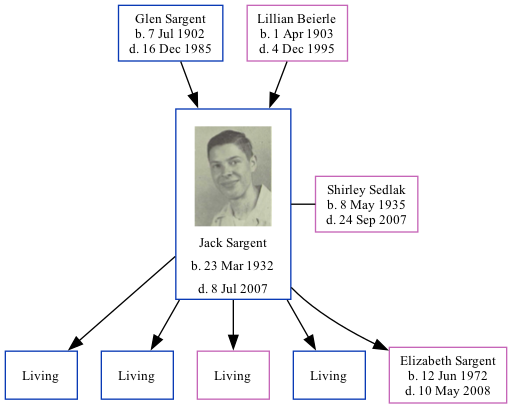 Glen Sargent
b. 7 Jul 1902
d. 16 Dec 1985
Lillian Beierle
b. 1 Apr 1903
d. 4 Dec 1995
Jack Sargent
b. 23 Mar 1932
d. 8 Jul 2007
Shirley Sedlak
b. 8 May 1935
d. 24 Sep 2007
Living
Living
Living
Living
Elizabeth Sargent
b. 12 Jun 1972
d. 10 May 2008